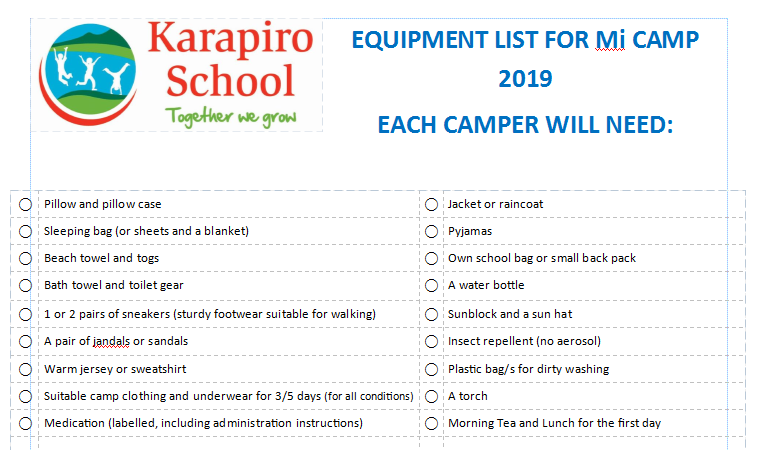 Karapiro
School
Together we grow
EQUIPMENT LIST FOR Mi CAMP
2019
EACH CAMPER WILL NEED:
Pillow and pillow case
Jacket or raincoat
Sleeping bag (or sheets and a blanket)
Pyjamas
Beach towel and togs
Own school bag or small back pack
Bath towel and toilet gear
A water bottle
1 or 2 pairs of sneakers (sturdy footwear suitable for walking)
Sunblock and a sun hat
A pair of jandals or sandals
Insect repellent (no aerosol)
Warm jersey or sweatshirt
Plastic bag/s for dirty washing
Suitable camp clothing and underwear for 3/5 days (for all conditions)
A torch
Medication (labelled, including administration instructions)
Morning Tea and Lunch for the first day